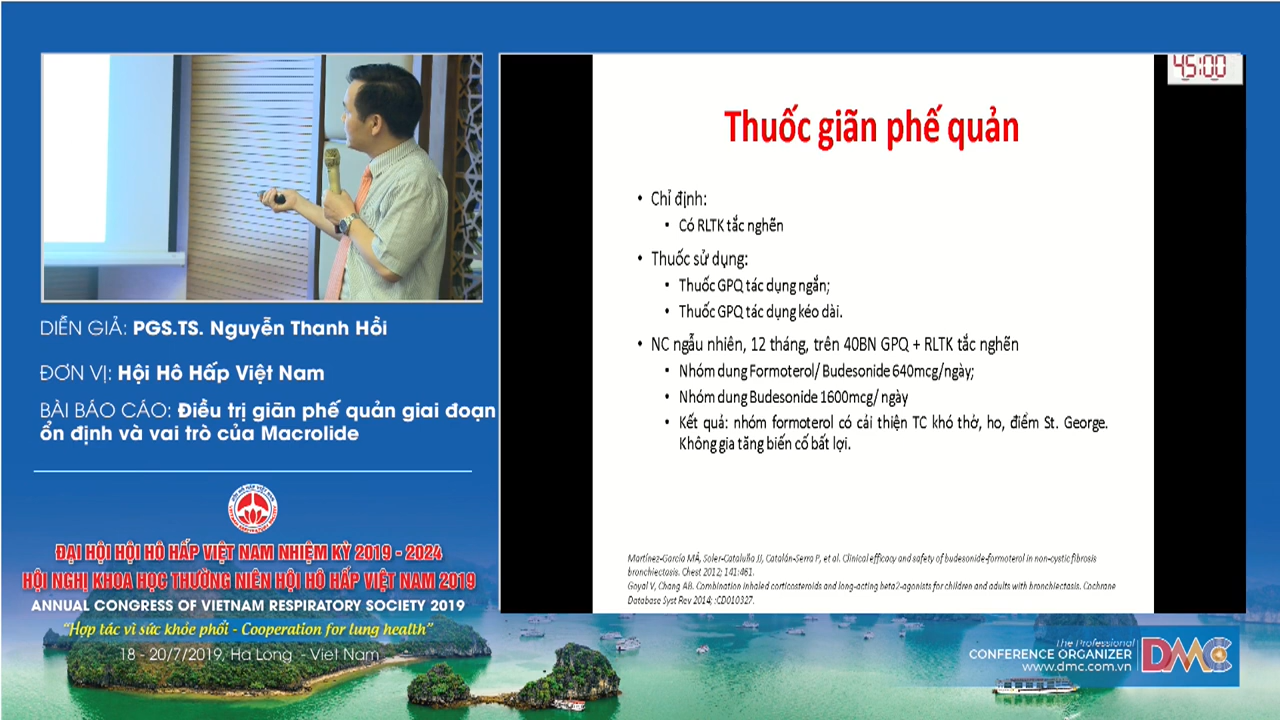 45:00
Thuốc giãn phế quản
• Chỉ định:
• Có RLTK tắc nghẽn
• Thuốc sử dụng:
• Thuốc GPQ tác dụng ngắn;
• Thuốc GPQ tác dụng kéo dài.
• NC ngẫu nhiên, 12 tháng, trên 40BN GPQ + RLTK tắc nghẽn
• Nhóm dung Formoterol/ Budesonide 640mcg/ngày;
• Nhóm dung Budesonide 1600mcg/ ngày
• Kết quả: nhóm formoterol có cải thiện TC khó thở, ho, điểm St. George.
Không gia tăng biến cố bất lợi.
Martínez-García MÁ, Soler-Cataluña JJ, Catalán-Serra P, et al. Clinical efficacy and safety of budesonide-formoterol in non-cystic fibrosis
bronchiectasis. Chest 2012; 141:461.
Goyal V, Chang AB. Combination inhaled corticosteroids and long-acting beta2-agonists for children and adults with bronchiectasis. Cochrane
Database Syst Rev 2014; :CD010327.
DIỄN GIẢ: PGS.TS. Nguyễn Thanh Hồi
ĐƠN VỊ: Hội Hô Hấp Việt Nam
BÀI BÁO CÁO: Điều trị giãn phế quản giai đoạn
ổn định và vai trò của Macrolide
ĐẠI HỘI HỘI HÔ HẤP VIỆT NAM NHIỆM KỲ 2019 - 2024
HỘI NGHỊ KHOA HỌC THƯỜNG NIÊN HỘI HÔ HẤP VIỆT NAM 2019
ANNUAL CONGRESS OF VIETNAM RESPIRATORY SOCIETY 2019
“Hợp tác vì sức khỏe phổi - Cooperation for lung health”
18 - 20/7/2019, Ha Long - Viet Nam
The Professional
CONFERENCE ORGANIZER
www.dmc.com.vn
DMC